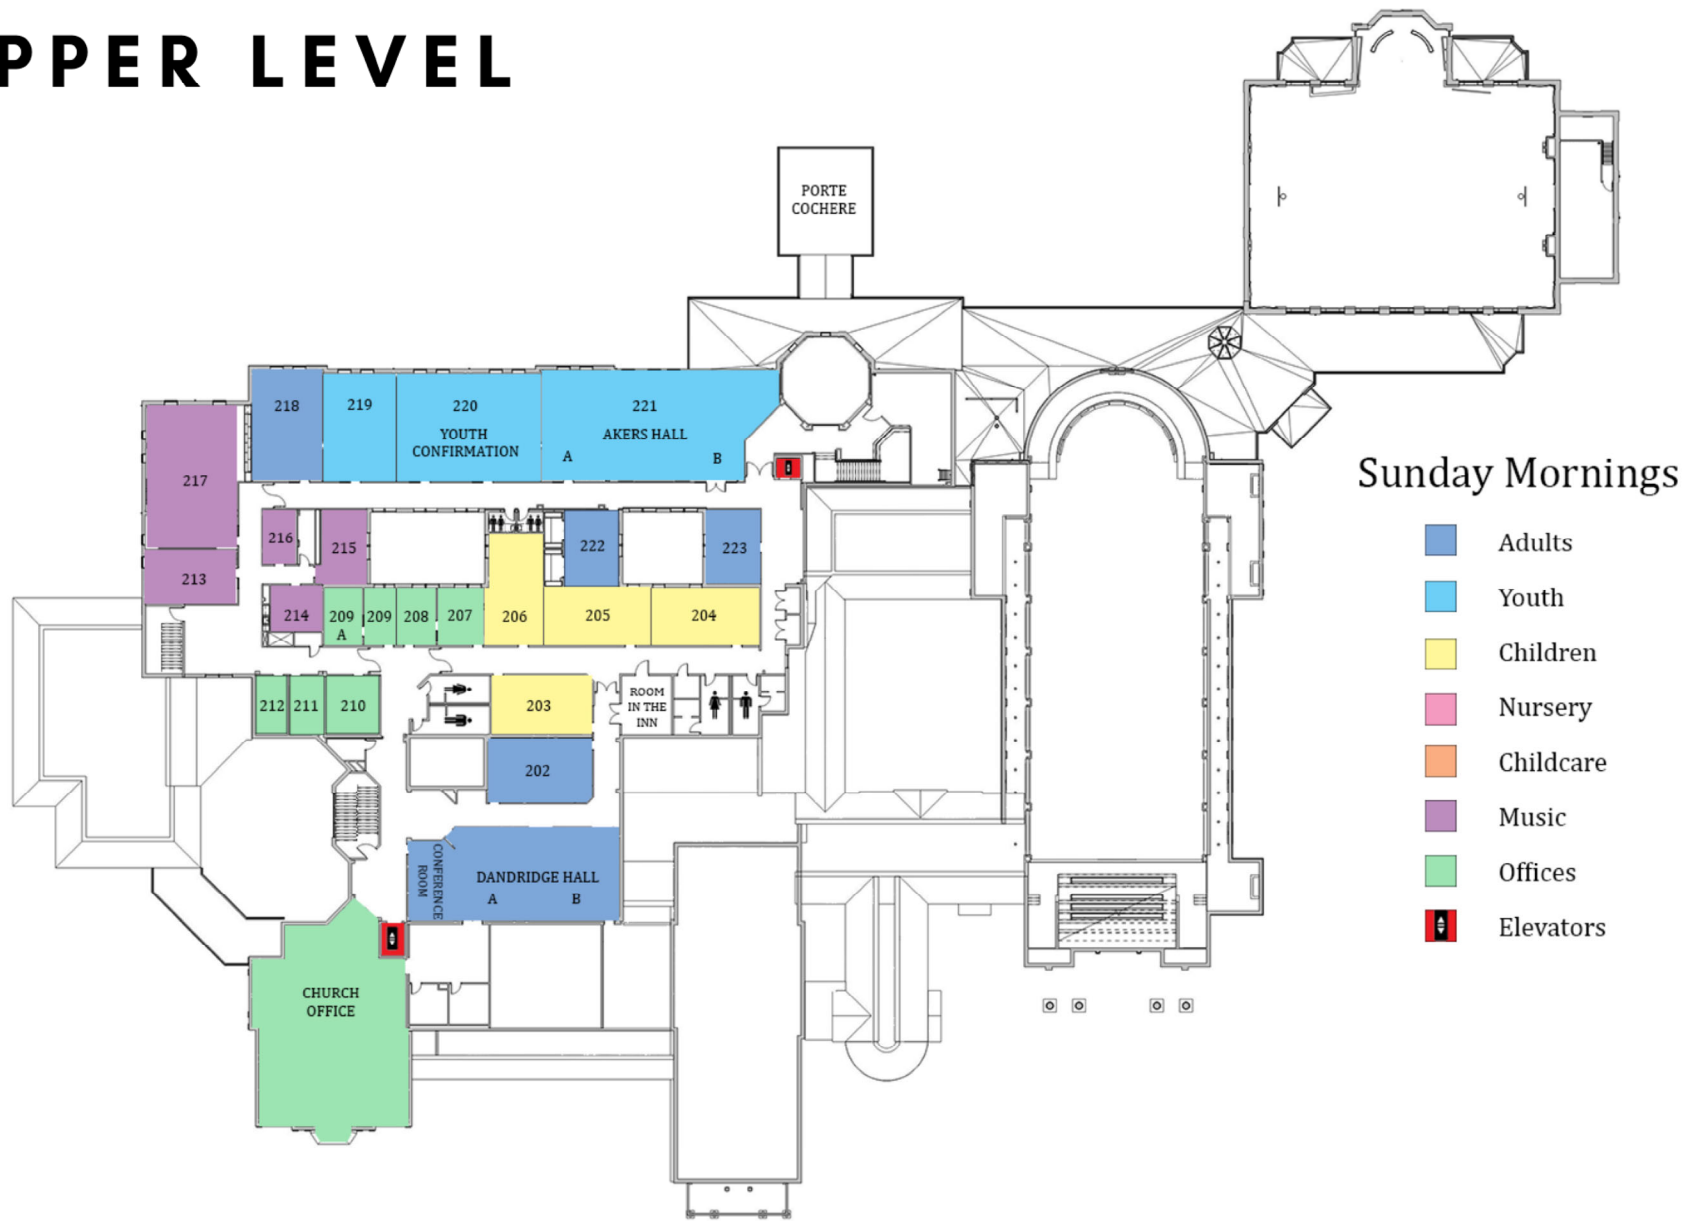 PPER LEVEL
PORTE
COCHERE
218
219
220
YOUTH
CONFIRMATION
221
AKERS HALL
A
B
217
216
215
222
223
213
214
209
A
209
208
207
206
205
204
212
211
210
203
ROOM
IN THE
INN
202
CONFERENCE
ROOM
DANDRIDGE HALL
A
B
CHURCH
OFFICE
Sunday Mornings
Adults
Youth
Children
Nursery
Childcare
Music
Offices
Elevators